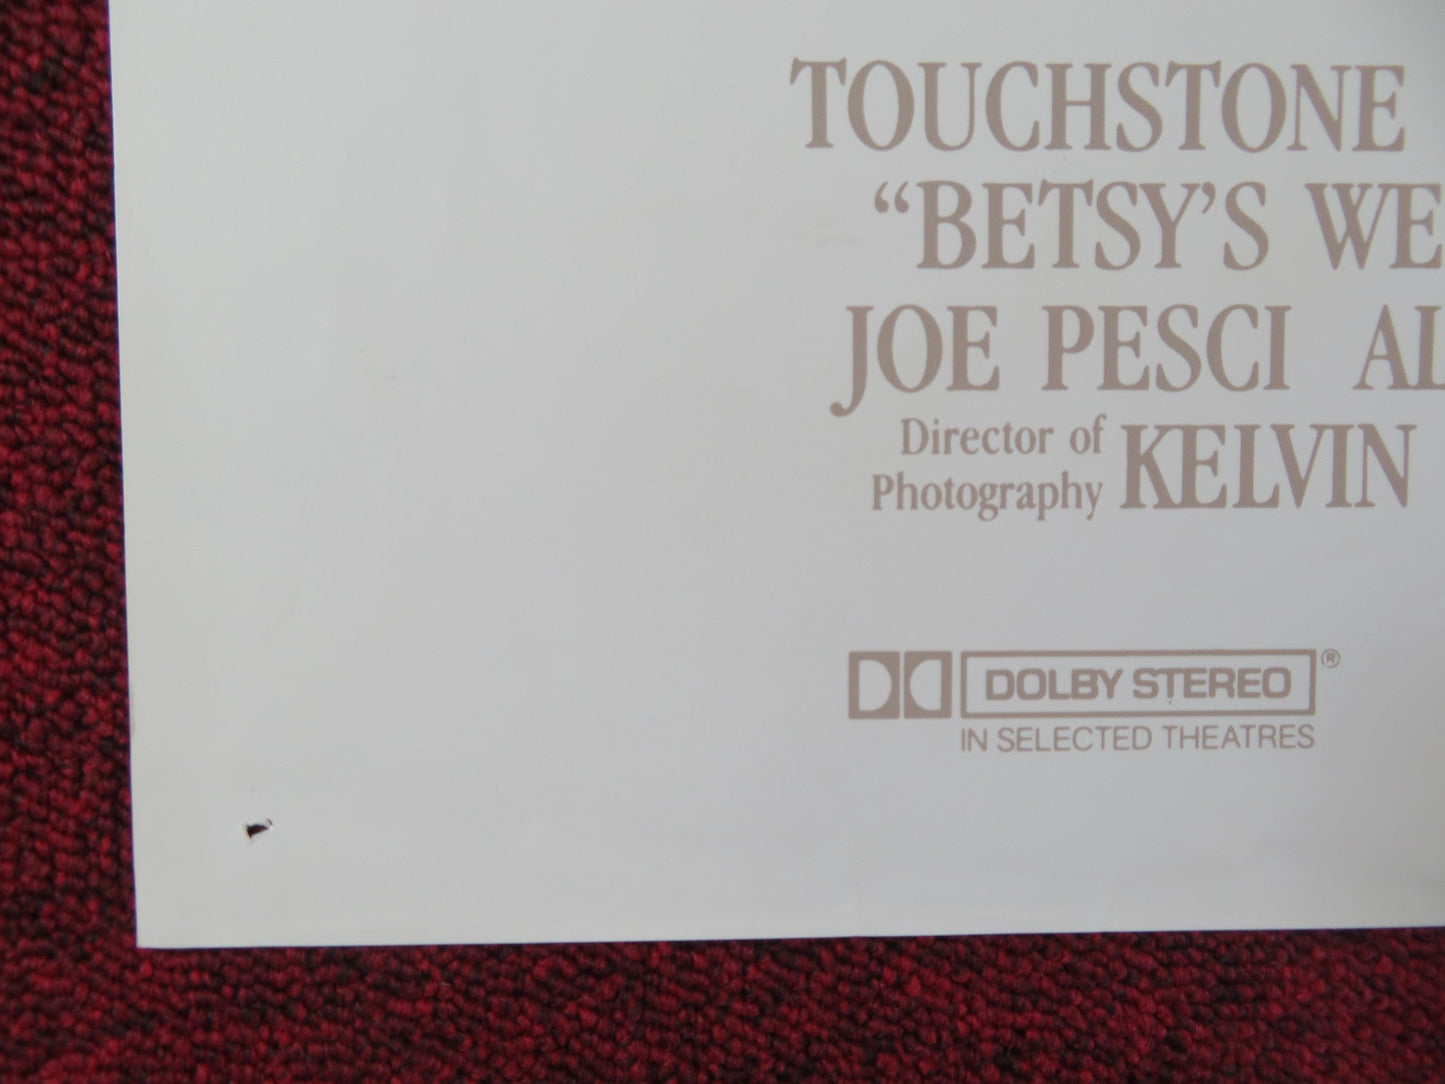 TOUCHSTONE
“BETSY’S WE
JOE PESCI AL
Director of
Photography KELVIN
DOLBY STEREO ®
IN SELECTED THEATRES